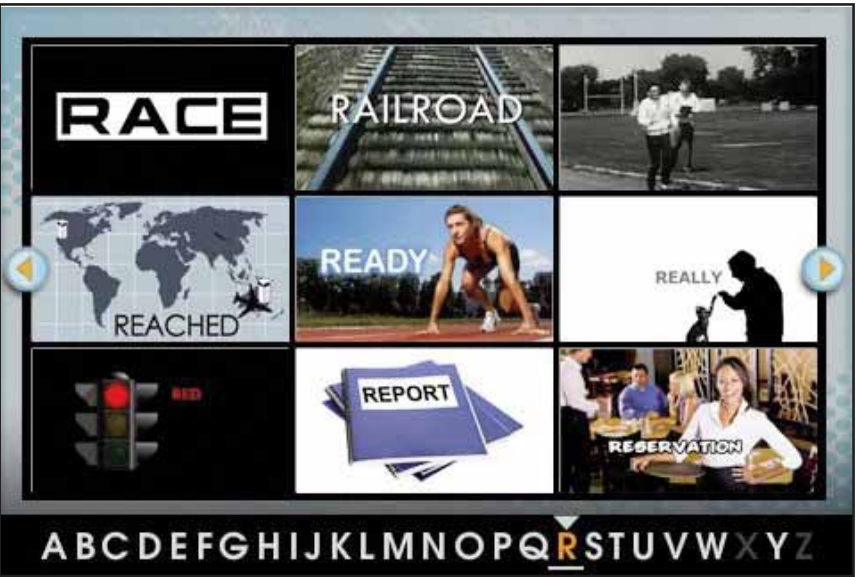 RACE
RAILROAD
REACHED
READY
REALLY
RED
REPORT
RESERVATION
ABCDEFGHIJKLMNOPQRSTUVWXYZ